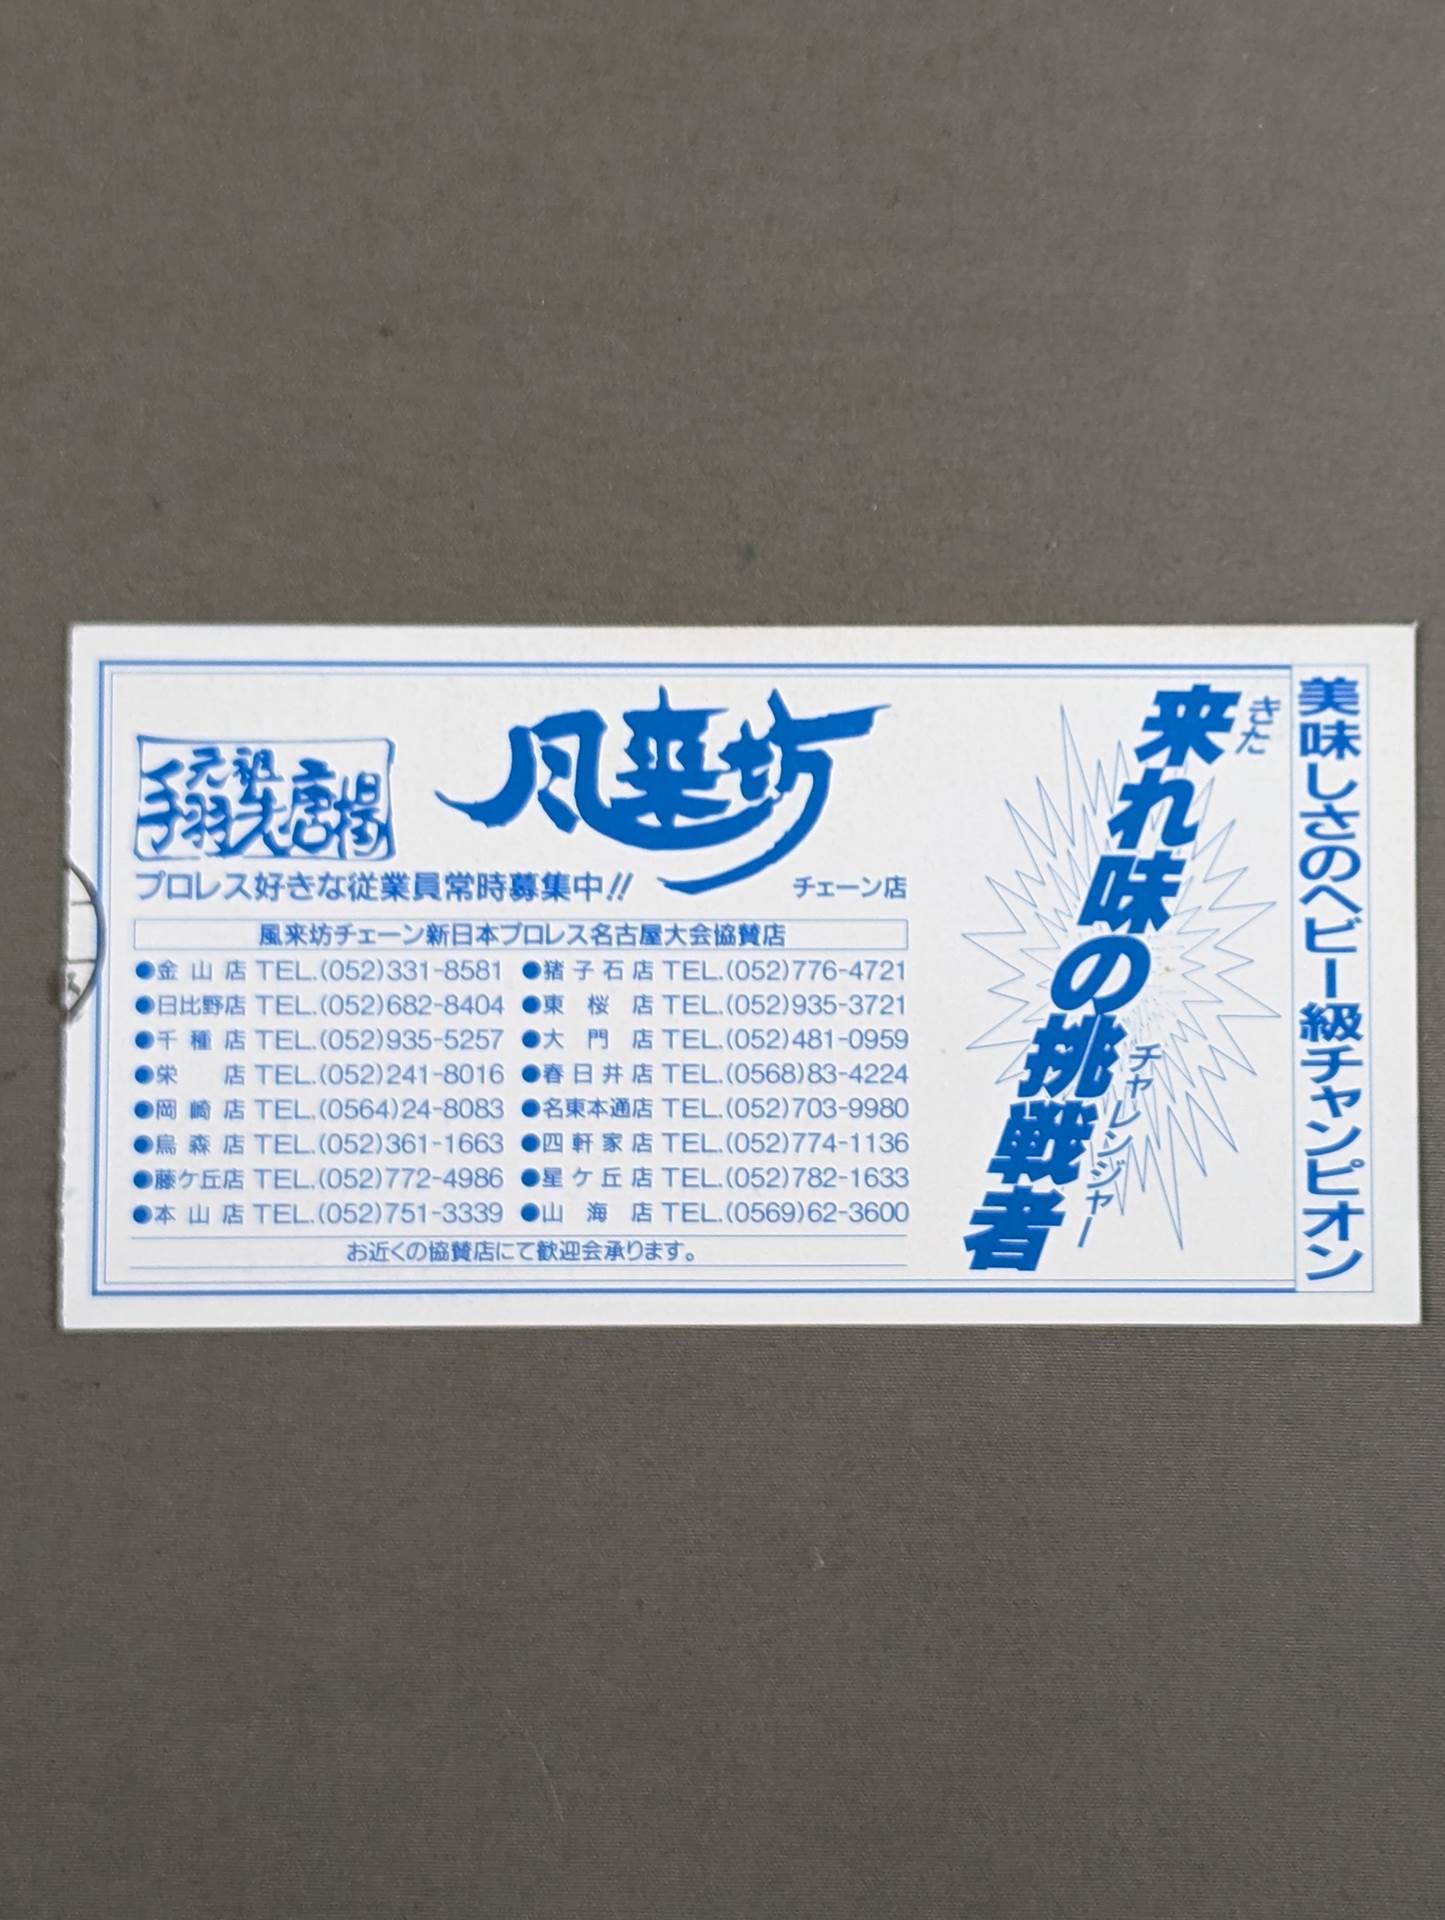 美味しさのヘビー級チャンピオン
来れ味の挑戦者
きた
チャレンジャー
風来坊
チェーン店
元祖
手羽先唐揚
プロレス好きな従業員常時募集中!!
風来坊チェーン新日本プロレス名古屋大会協賛店
●金山店 TEL.(052)331-8581 ●猪子石店 TEL.(052)776-4721
●日比野店 TEL.(052)682-8404 ●東桜店 TEL.(052)935-3721
●千種店 TEL.(052)935-5257 ●大門店 TEL.(052)481-0959
●栄店 TEL.(052)241-8016 ●春日井店 TEL.(0568)83-4224
●岡崎店 TEL.(0564)24-8083 ●名東本通店 TEL.(052)703-9980
●烏森店 TEL.(052)361-1663 ●四軒家店 TEL.(052)774-1136
●藤ケ丘店 TEL.(052)772-4986 ●星ケ丘店 TEL.(052)782-1633
●本山店 TEL.(052)751-3339 ●山海店 TEL.(0569)62-3600
お近くの協賛店にて歓迎会承ります。